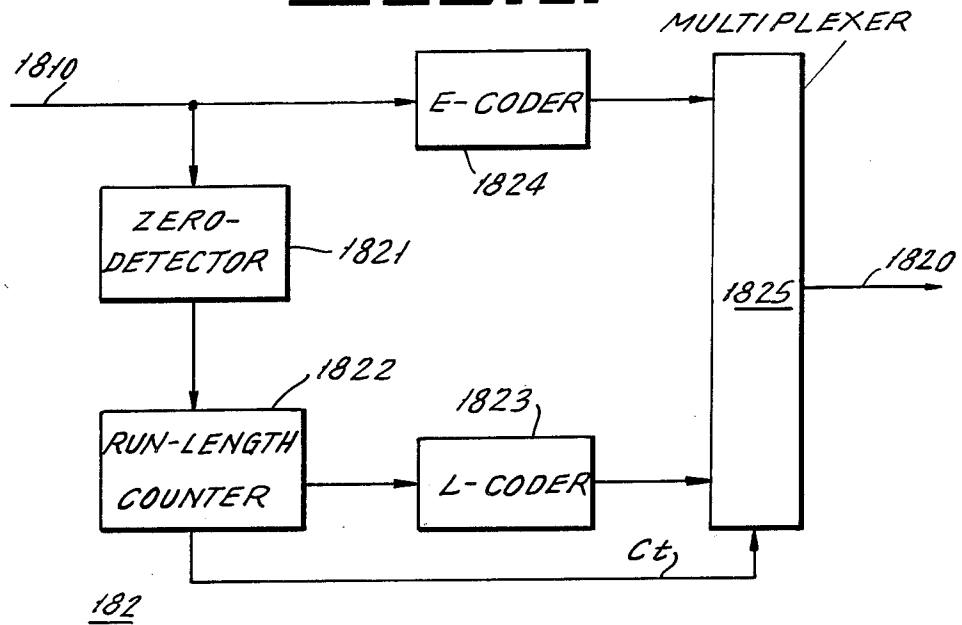 MULTIPLEXER
1810
E-CODER
1824
ZERO-
DETECTOR
1821
1825
1820
1822
1823
RUN-LENGTH
COUNTER
L-CODER
Ct
182